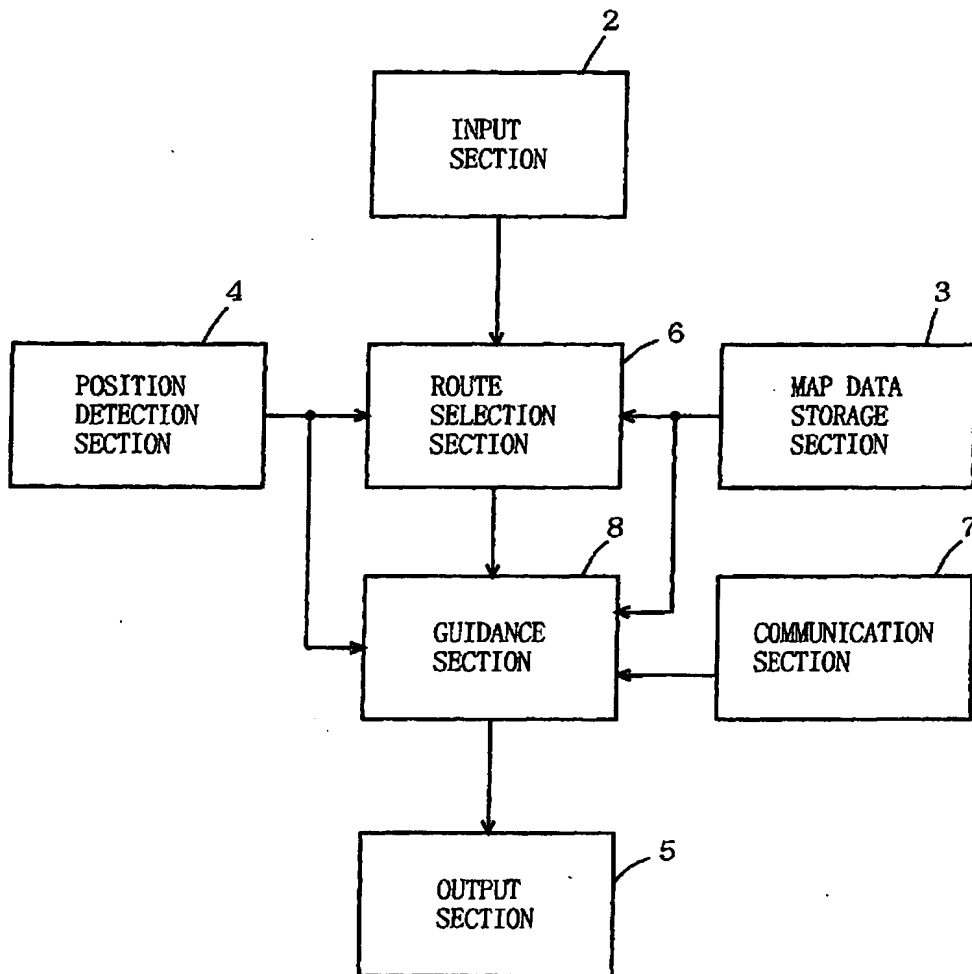 2
INPUT
SECTION
4
POSITION
DETECTION
SECTION
6
ROUTE
SELECTION
SECTION
3
MAP DATA
STORAGE
SECTION
8
GUIDANCE
SECTION
7
COMMUNICATION
SECTION
5
OUTPUT
SECTION